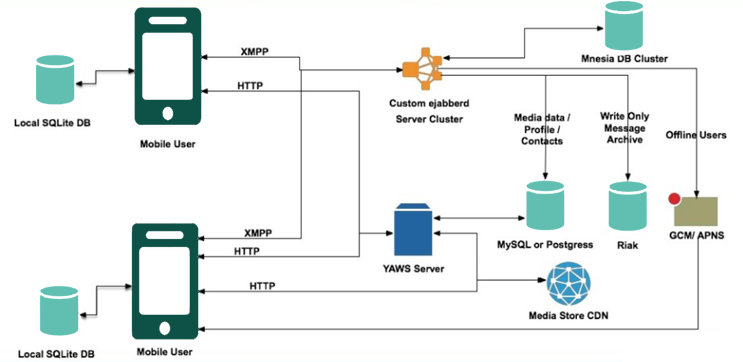 XMPP
Mnesia DB Cluster
HTTP
Custom ejabberd
Server Cluster
Local SQLite DB
Mobile User
Media data /
Profile /
Contacts
Write Only
Message
Archive
Offline Users
XMPP
HTTP
YAWS Server
MySQL or Postgress
Riak
GCM/ APNS
HTTP
Media Store CDN
Local SQLite DB
Mobile User